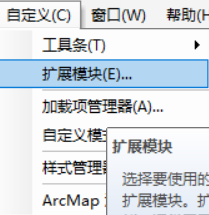 自定义(C) 窗口(W) 帮助(H
工具条(T)
扩展模块(E)...
加载项管理器(A)...
自定义模
扩展模块
样式管理
选择要使用的
扩展模块。扩
ArcMap